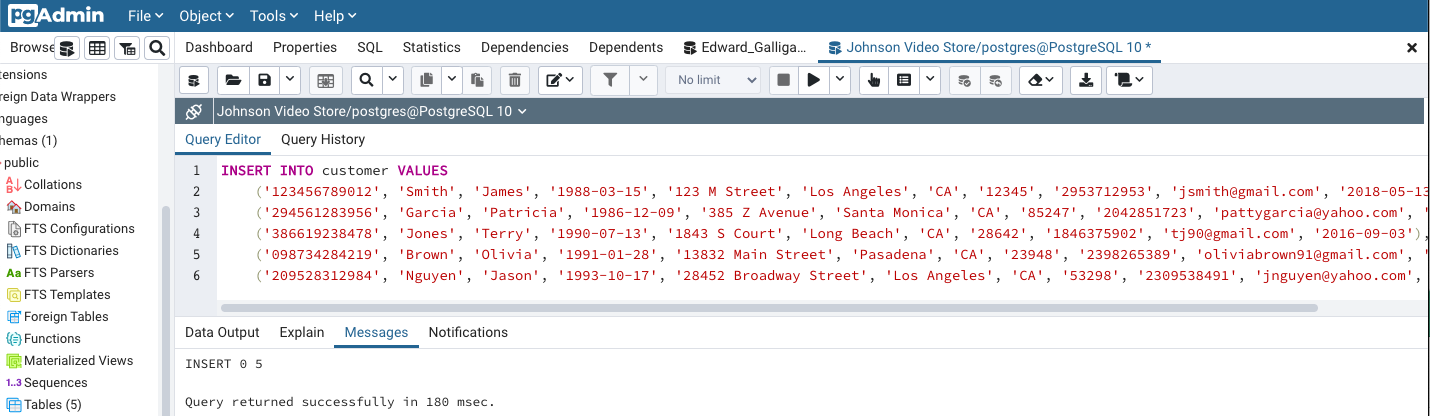 pgAdmin File Object Tools Help
Browse Dashboard Properties SQL Statistics Dependencies Dependents Edward_Galliga... Johnson Video Store/postgres@PostgreSQL 10 *
No limit
Johnson Video Store/postgres@PostgreSQL 10
Query Editor Query History
tensions
reign Data Wrappers
nguages
hemas (1)
public
Collations
Domains
FTS Configurations
FTS Dictionaries
Aa FTS Parsers
FTS Templates
Foreign Tables
Functions
Materialized Views
1..3 Sequences
Tables (5)
1 INSERT INTO customer VALUES
2 ('123456789012', 'Smith', 'James', '1988-03-15', '123 M Street', 'Los Angeles', 'CA', '12345', '2953712953', 'jsmith@gmail.com', '2018-05-13
3 ('294561283956', 'Garcia', 'Patricia', '1986-12-09', '385 Z Avenue', 'Santa Monica', 'CA', '85247', '2042851723', 'pattygarcia@yahoo.com', '
4 ('386619238478', 'Jones', 'Terry', '1990-07-13', '1843 S Court', 'Long Beach', 'CA', '28642', '1846375902', 'tj90@gmail.com', '2016-09-03'),
5 ('098734284219', 'Brown', 'Olivia', '1991-01-28', '13832 Main Street', 'Pasadena', 'CA', '23948', '2398265389', 'oliviabrown91@gmail.com', '
6 ('209528312984', 'Nguyen', 'Jason', '1993-10-17', '28452 Broadway Street', 'Los Angeles', 'CA', '53298', '2309538491', 'jnguyen@yahoo.com',
Data Output Explain Messages Notifications
INSERT 0 5
Query returned successfully in 180 msec.